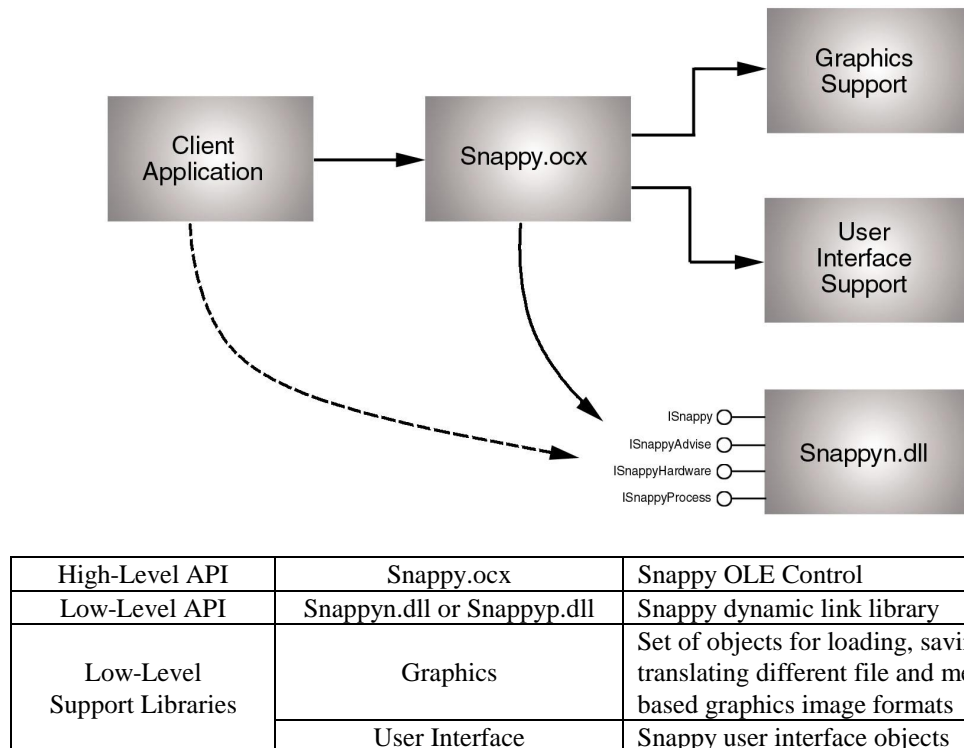 Graphics
Support
Client
Application
Snappy.ocx
User
Interface
Support
ISnappy
ISnappyAdvise
ISnappyHardware
ISnappyProcess
Snappyn.dll
High-Level API Snappy.ocx Snappy OLE Control
Low-Level API Snappyn.dll or Snappyp.dll Snappy dynamic link library
Low-Level
Support Libraries
Graphics
Set of objects for loading,
translating different file and
based graphics image formats
User Interface Snappy user interface objects